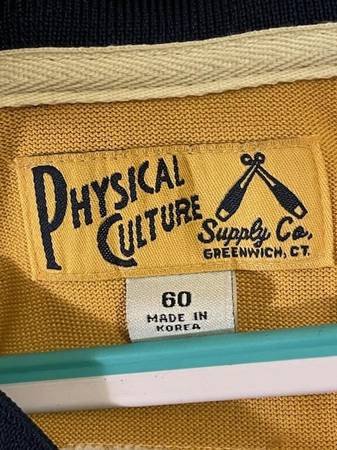 PHYSICAL
CULTURE
Supply Co,
GREENWICH, CT.
60
MADE IN
KOREA